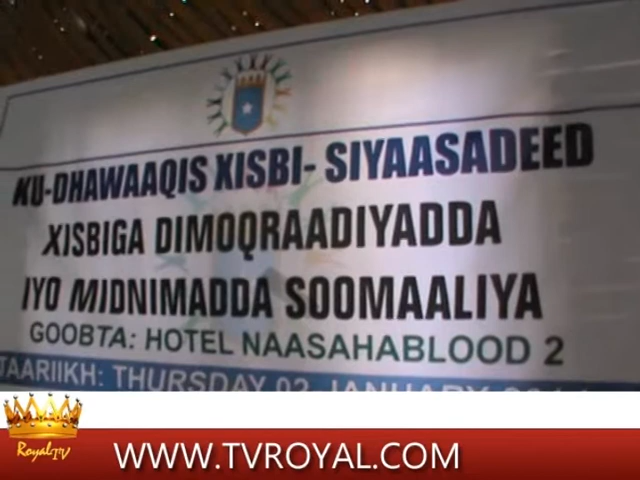 KU-DHAWAAQIS XISBI- SIYAASADEED
XISBIGA DIMOQRAADIYADDA
IYO MIDNIMADDA SOOMAALIYA
GOOBTA: HOTEL NAASAHABLOOD 2
TAARIIKH: THURSDAY 02 JANUARY
Royal TV
WWW.TVROYAL.COM